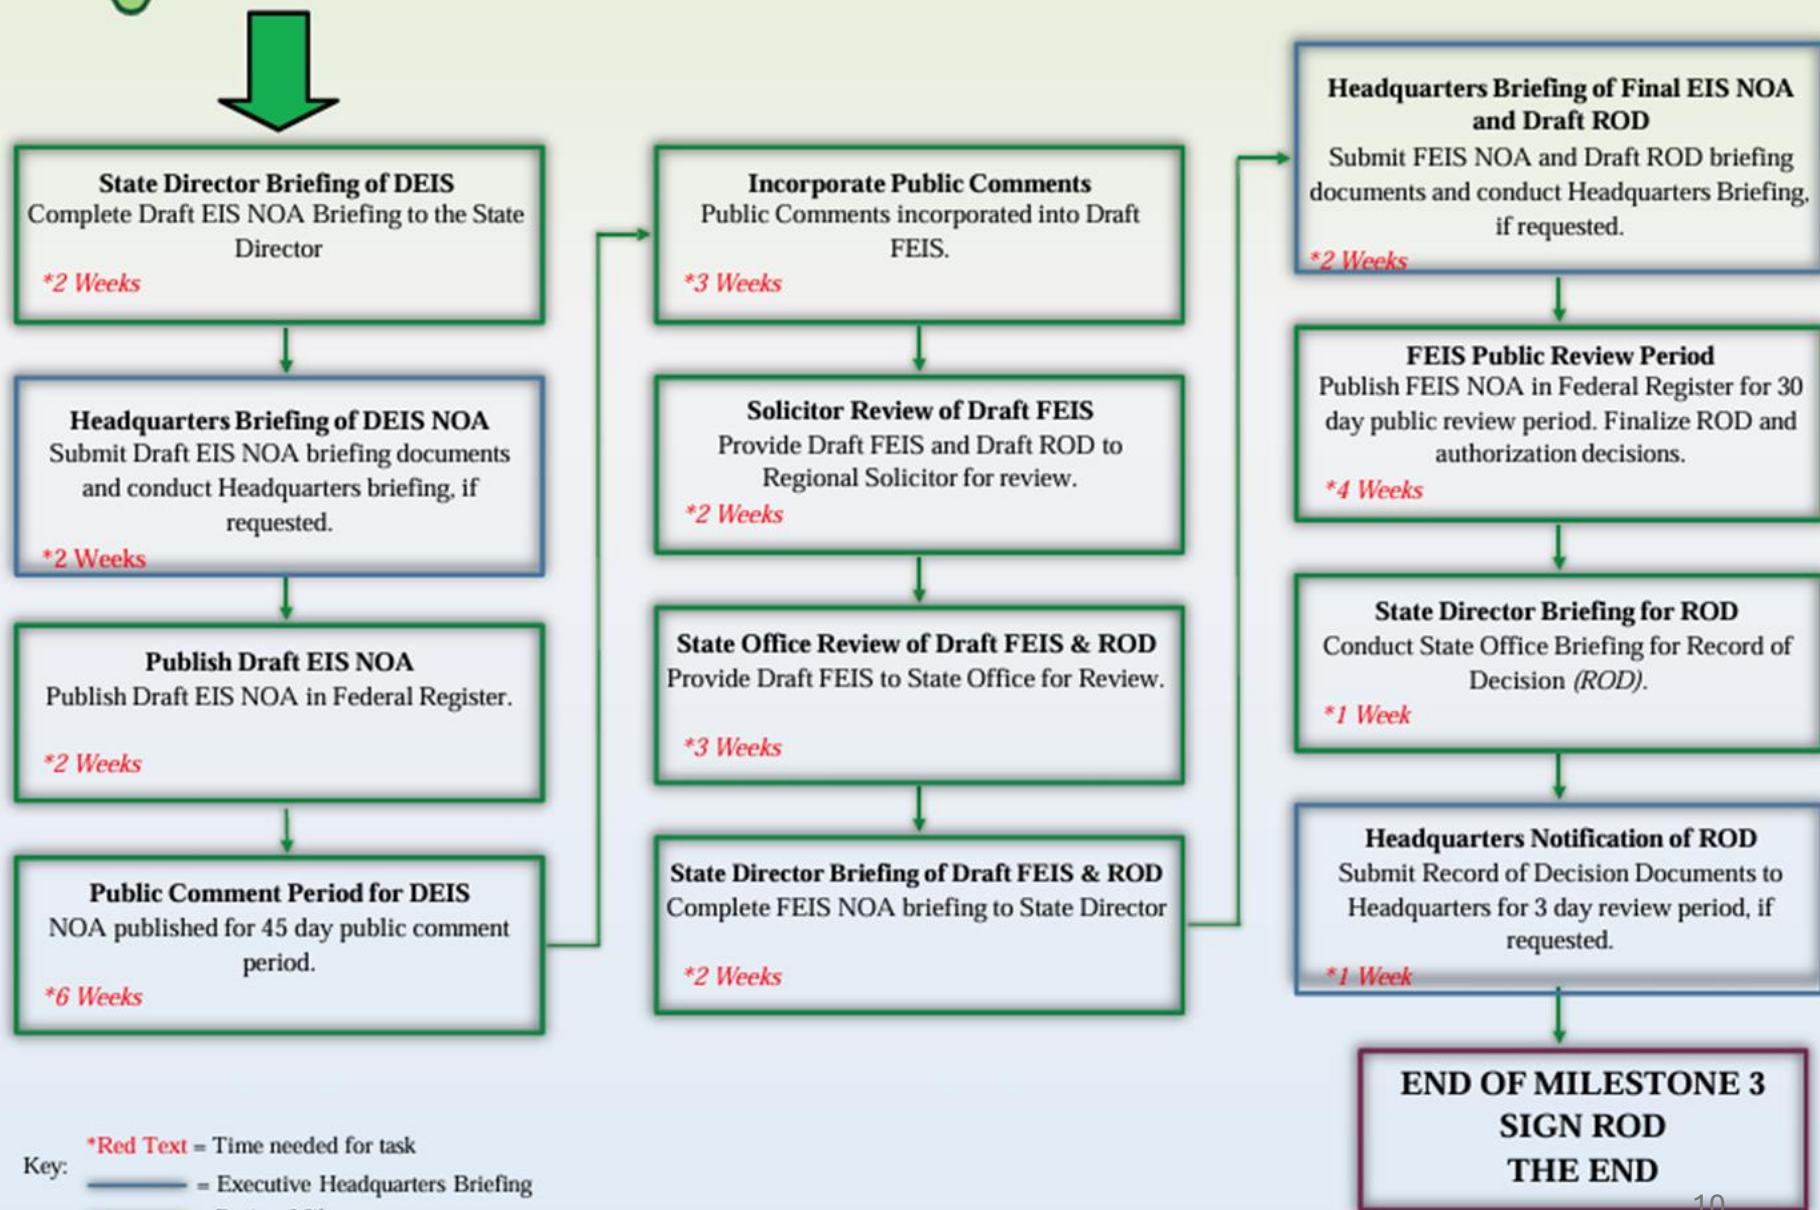 State Director Briefing of DEIS
Complete Draft EIS NOA Briefing to the State
Director
*2 Weeks
Headquarters Briefing of DEIS NOA
Submit Draft EIS NOA briefing documents
and conduct Headquarters briefing, if
requested.
*2 Weeks
Publish Draft EIS NOA
Publish Draft EIS NOA in Federal Register.
*2 Weeks
Public Comment Period for DEIS
NOA published for 45 day public comment
period.
*6 Weeks
Incorporate Public Comments
Public Comments incorporated into Draft
FEIS.
*3 Weeks
Solicitor Review of Draft FEIS
Provide Draft FEIS and Draft ROD to
Regional Solicitor for review.
*2 Weeks
State Office Review of Draft FEIS & ROD
Provide Draft FEIS to State Office for Review.
*3 Weeks
State Director Briefing of Draft FEIS & ROD
Complete FEIS NOA briefing to State Director
*2 Weeks
Headquarters Briefing of Final EIS NOA
and Draft ROD
Submit FEIS NOA and Draft ROD briefing
documents and conduct Headquarters Briefing,
if requested.
*2 Weeks
FEIS Public Review Period
Publish FEIS NOA in Federal Register for 30
day public review period. Finalize ROD and
authorization decisions.
*4 Weeks
State Director Briefing for ROD
Conduct State Office Briefing for Record of
Decision (ROD).
*1 Week
Headquarters Notification of ROD
Submit Record of Decision Documents to
Headquarters for 3 day review period, if
requested.
*1 Week
END OF MILESTONE 3
SIGN ROD
THE END
Key:
*Red Text = Time needed for task
= Executive Headquarters Briefing
10